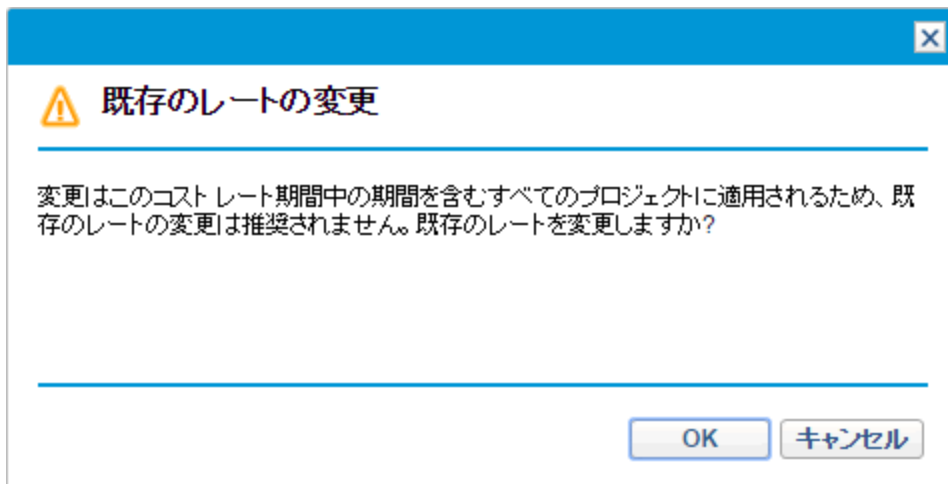 既存のレートの変更
変更はこのコスト レート期間中の期間を含むすべてのプロジェクトに適用されるため、既
存のレートの変更は推奨されません。既存のレートを変更しますか?
OK キャンセル